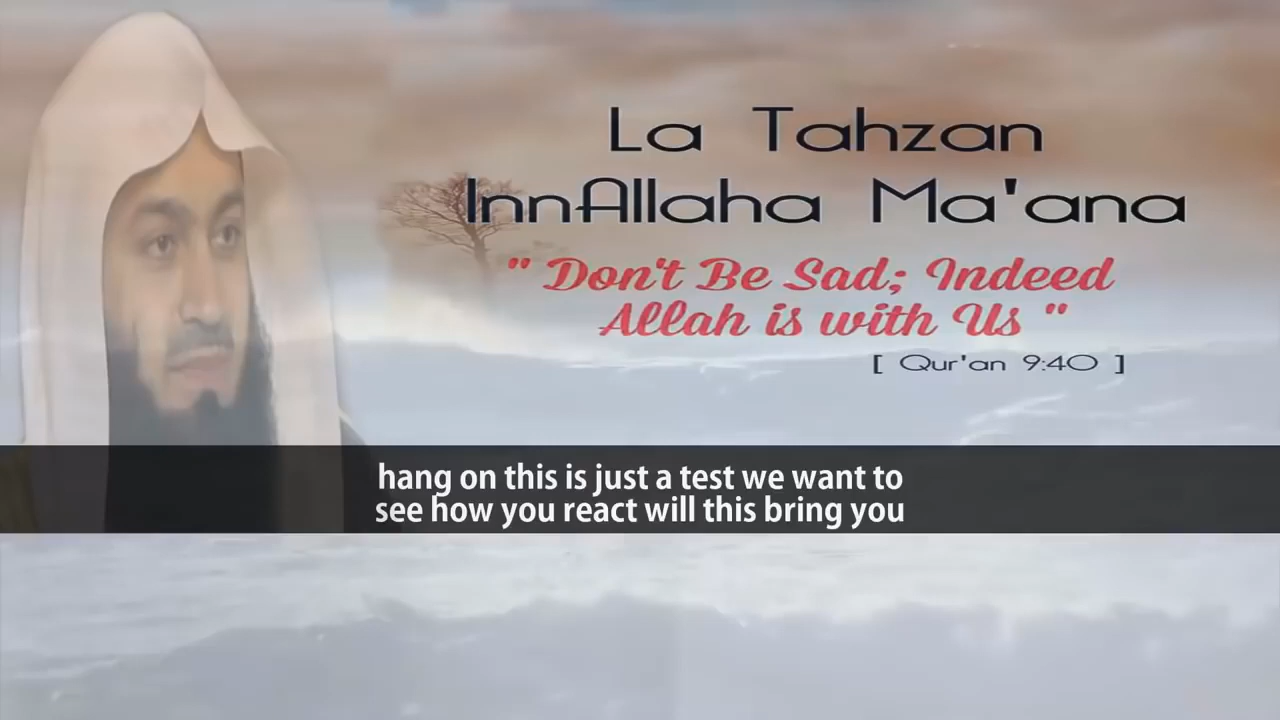 La Tahzan
InnAllaha Ma'ana
" Don't Be Sad; Indeed
Allah is with Us "
[ Qur'an 9:40 ]
hang on this is just a test we want to
see how you react will this bring you